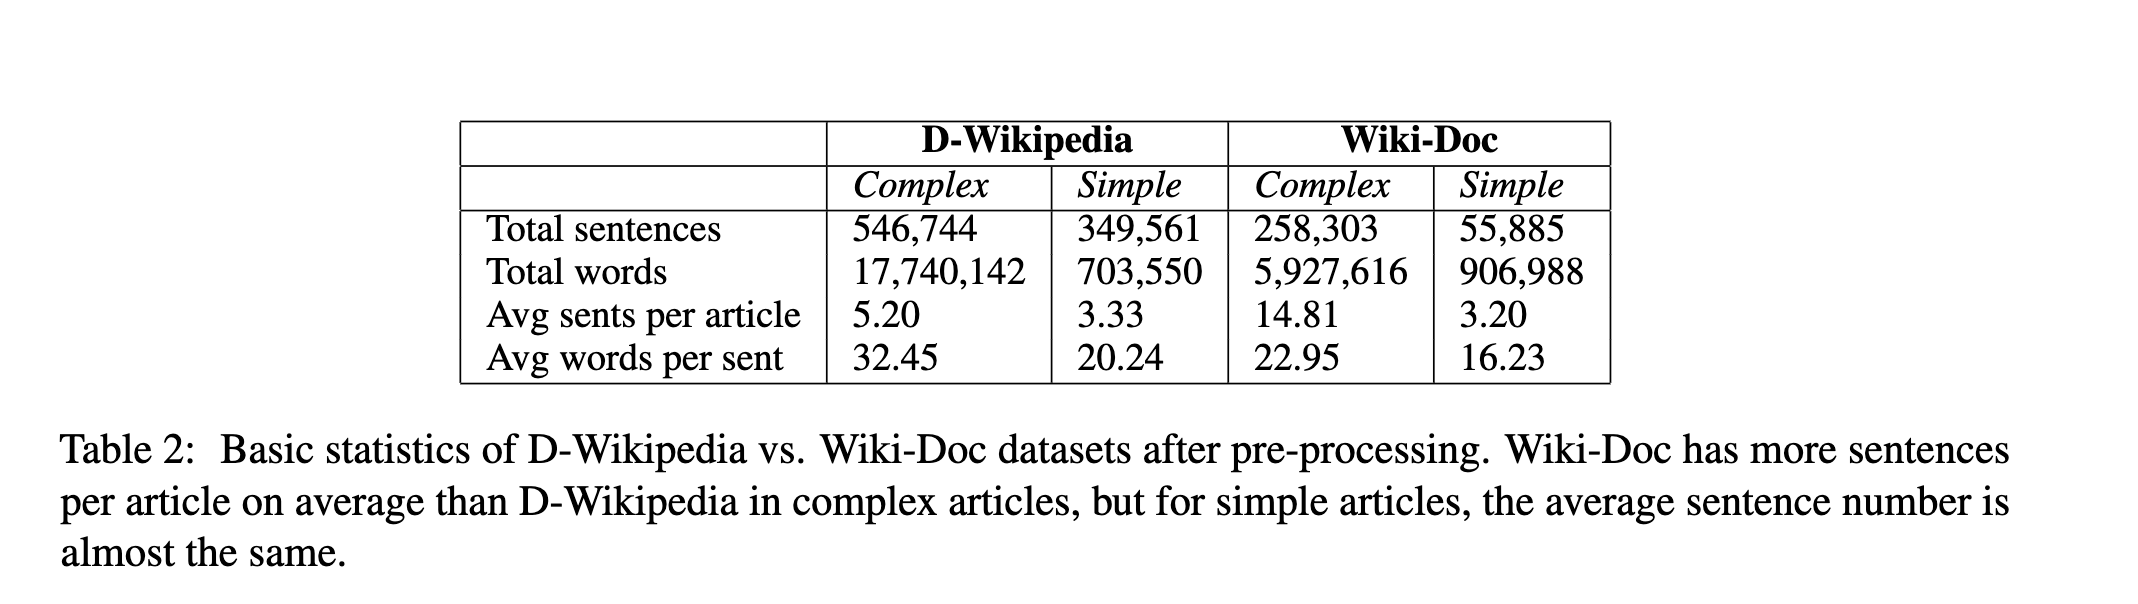 D-Wikipedia Wiki-Doc
Complex Simple Complex Simple
Total sentences 546,744 349,561 258,303 55,885
Total words 17,740,142 703,550 5,927,616 906,988
Avg sents per article 5.20 3.33 14.81 3.20
Avg words per sent 32.45 20.24 22.95 16.23
Table 2: Basic statistics of D-Wikipedia vs. Wiki-Doc datasets after pre-processing. Wiki-Doc has more sentences
per article on average than D-Wikipedia in complex articles, but for simple articles, the average sentence number is
almost the same.